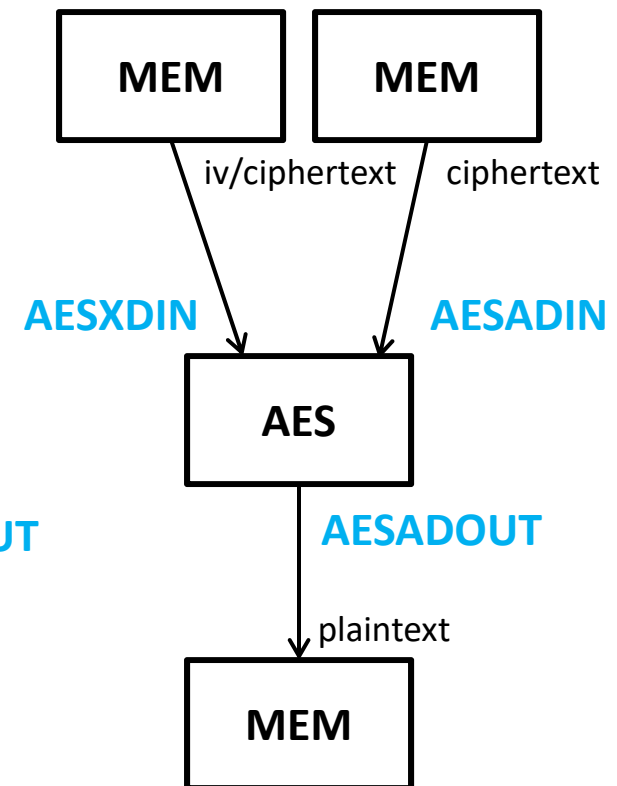 MEM MEM
iv/ciphertext ciphertext
AESXDIN AESADIN
AES
UT AESADOUT
plaintext
MEM